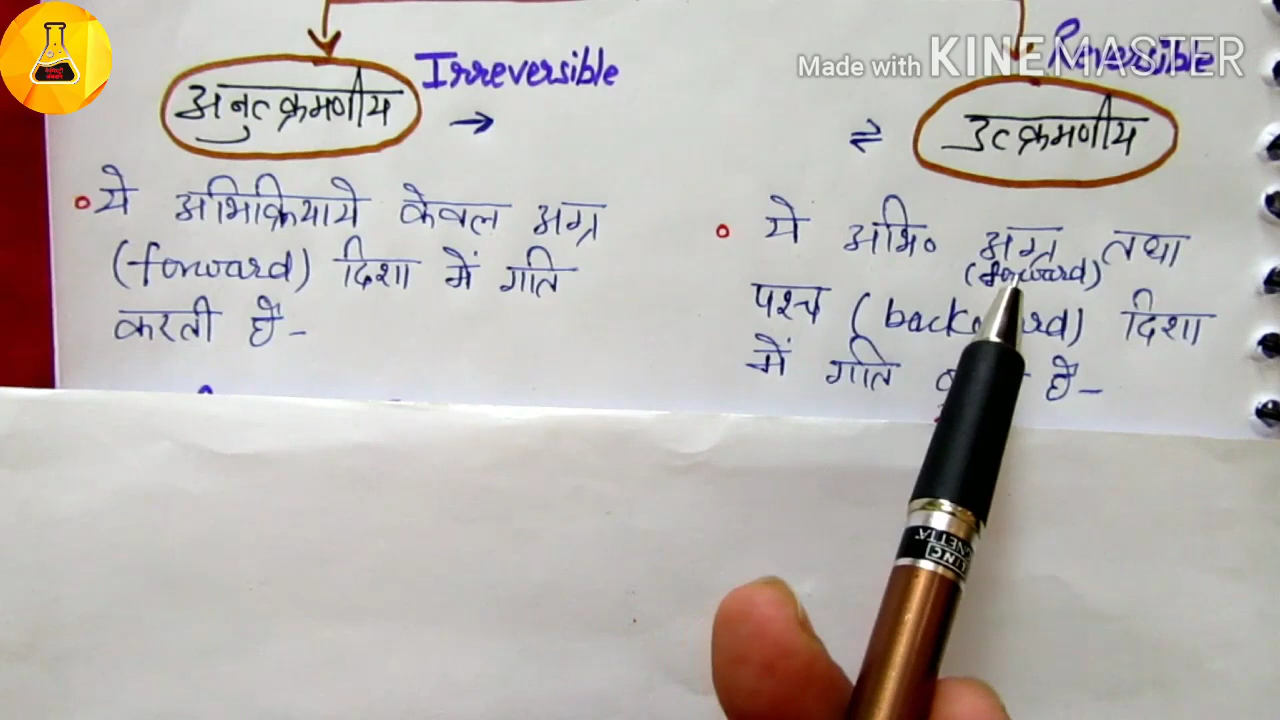 Made with KINEMASTER
Irreversible
Reversible
अनुत्क्रमणीय →
⇌ उत्क्रमणीय
ये अभिक्रियाये केवल अग्र
(forward) दिशा में गति
करती है-
ये अभि० अग्र तथा
(forward)
पश्च (backward) दिशा
में गति है-